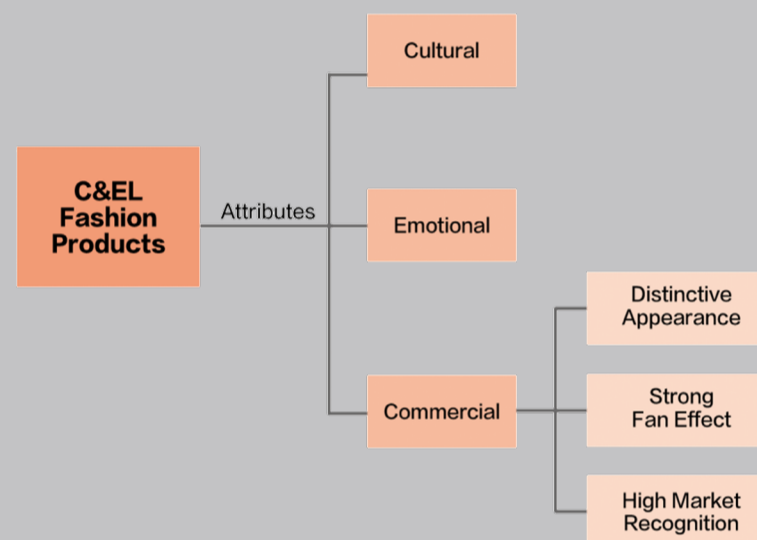 C&EL
Fashion
Products
Attributes
Cultural
Emotional
Commercial
Distinctive
Appearance
Strong
Fan Effect
High Market
Recognition